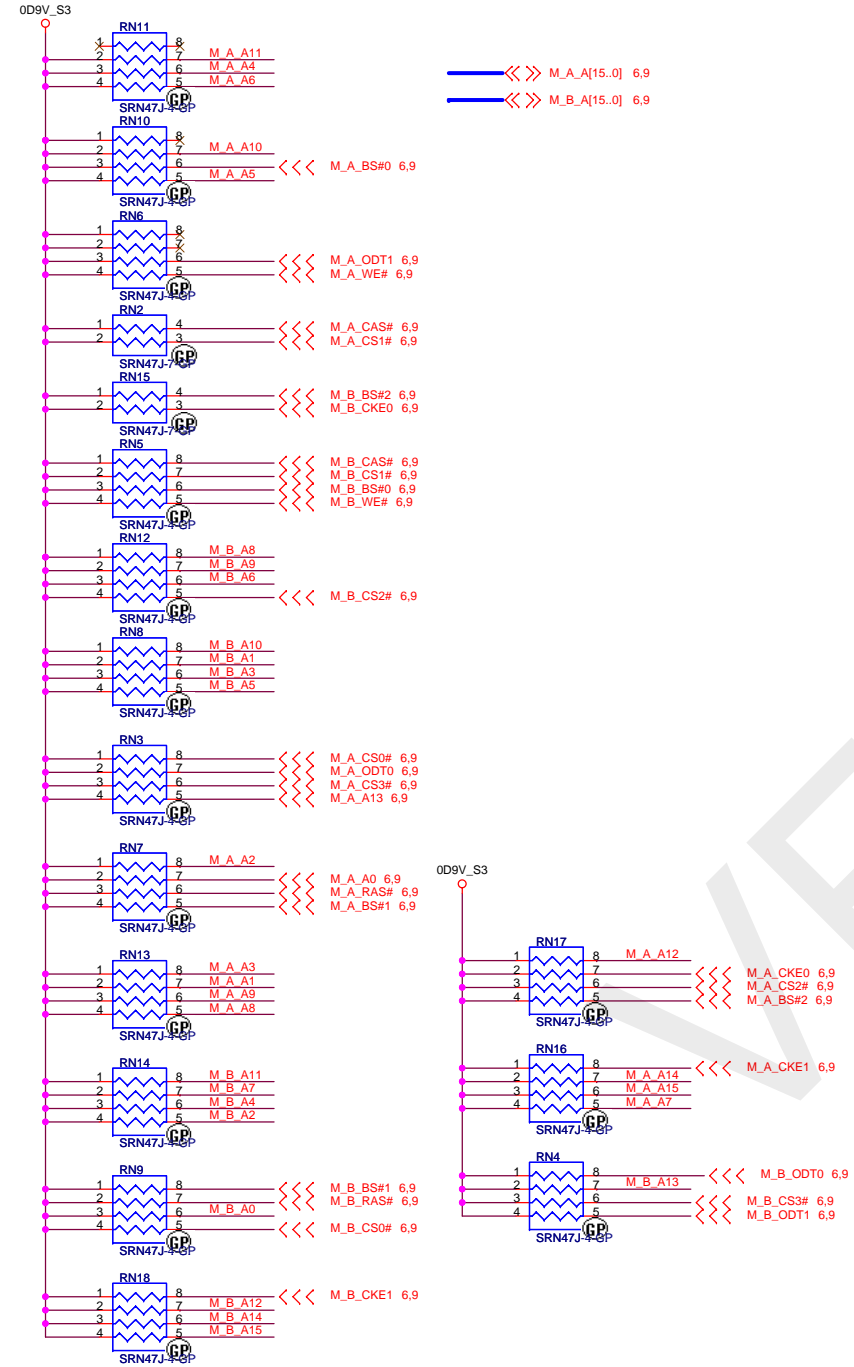 0D9V_S3
RN11
1 8
2 7 M_A_A11
3 6 M_A_A4
4 5 M_A_A6
GP
SRN47J-4-GP
M_A_A[15..0] 6,9
M_B_A[15..0] 6,9
RN10
1 8
2 7 M_A_A10
3 6 M_A_BS#0 6,9
4 5 M_A_A5
GP
SRN47J-4-GP
RN6
1 8
2 7
3 6 M_A_ODT1 6,9
4 5 M_A_WE# 6,9
GP
SRN47J-4-GP
RN2
1 4 M_A_CAS# 6,9
2 3 M_A_CS1# 6,9
GP
SRN47J-7-GP
RN15
1 4 M_B_BS#2 6,9
2 3 M_B_CKE0 6,9
GP
SRN47J-7-GP
RN5
1 8 M_B_CAS# 6,9
2 7 M_B_CS1# 6,9
3 6 M_B_BS#0 6,9
4 5 M_B_WE# 6,9
GP
SRN47J-4-GP
RN12
1 8 M_B_A8
2 7 M_B_A9
3 6 M_B_A6
4 5 M_B_CS2# 6,9
GP
SRN47J-4-GP
RN8
1 8 M_B_A10
2 7 M_B_A1
3 6 M_B_A3
4 5 M_B_A5
GP
SRN47J-4-GP
RN3
1 8 M_A_CS0# 6,9
2 7 M_A_ODT0 6,9
3 6 M_A_CS3# 6,9
4 5 M_A_A13 6,9
GP
SRN47J-4-GP
RN7
1 8 M_A_A2
2 7 M_A_A0 6,9
3 6 M_A_RAS# 6,9
4 5 M_A_BS#1 6,9
GP
SRN47J-4-GP
RN13
1 8 M_A_A3
2 7 M_A_A1
3 6 M_A_A9
4 5 M_A_A8
GP
SRN47J-4-GP
RN14
1 8 M_B_A11
2 7 M_B_A7
3 6 M_B_A4
4 5 M_B_A2
GP
SRN47J-4-GP
RN9
1 8 M_B_BS#1 6,9
2 7 M_B_RAS# 6,9
3 6 M_B_A0
4 5 M_B_CS0# 6,9
GP
SRN47J-4-GP
RN18
1 8 M_B_CKE1 6,9
2 7 M_B_A12
3 6 M_B_A14
4 5 M_B_A15
GP
SRN47J-4-GP
0D9V_S3
RN17
1 8 M_A_A12
2 7 M_A_CKE0 6,9
3 6 M_A_CS2# 6,9
4 5 M_A_BS#2 6,9
GP
SRN47J-4-GP
RN16
1 8 M_A_CKE1 6,9
2 7 M_A_A14
3 6 M_A_A15
4 5 M_A_A7
GP
SRN47J-4-GP
RN4
1 8 M_B_ODT0 6,9
2 7 M_B_A13
3 6 M_B_CS3# 6,9
4 5 M_B_ODT1 6,9
GP
SRN47J-4-GP